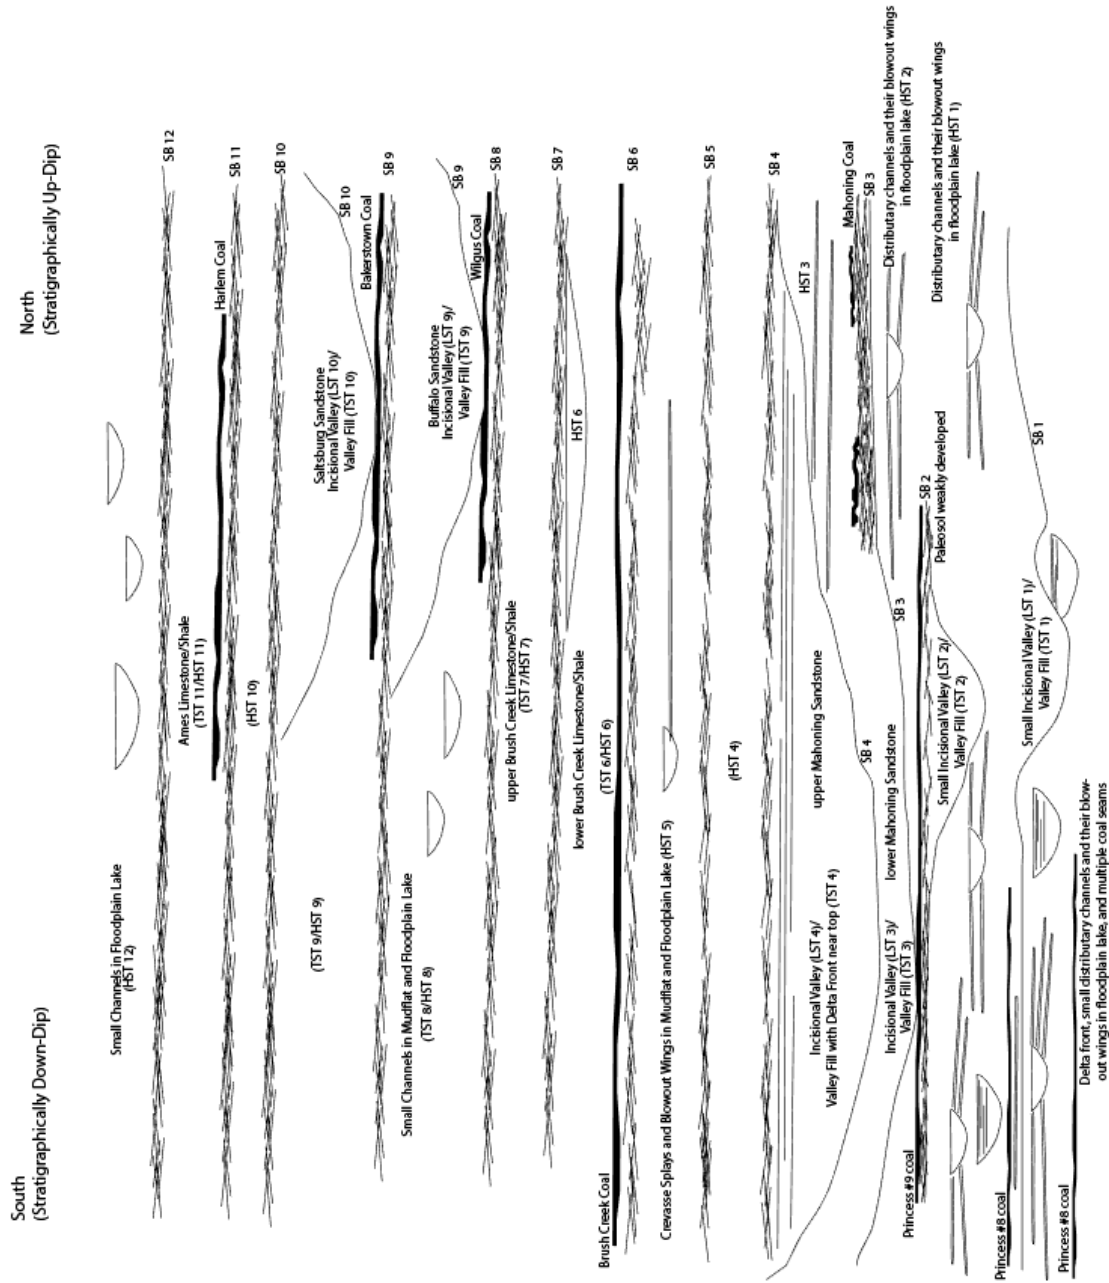 South
(Stratigraphically Down-Dip)
North
(Stratigraphically Up-Dip)
Small Channels in Floodplain Lake
(HST 12)
SB 12
Ames Limestone/Shale
(TST 11/HST 11)
Harlem Coal
SB 11
(HST 10)
SB 10
(TST 9/HST 9)
Saltsburg Sandstone
Incisional Valley (LST 10)/
Valley Fill (TST 10)
SB 10
Bakerstown Coal
SB 9
Small Channels in Mudflat and Floodplain Lake
(TST 8/HST 8)
Buffalo Sandstone
Incisional Valley (LST 9)/
Valley Fill (TST 9)
SB 9
Wilgus Coal
SB 8
upper Brush Creek Limestone/Shale
(TST 7/HST 7)
SB 7
HST 6
lower Brush Creek Limestone/Shale
(TST 6/HST 6)
Brush Creek Coal
SB 6
Crevasse Splays and Blowout Wings in Mudflat and Floodplain Lake (HST 5)
SB 5
(HST 4)
SB 4
HST 3
Incisional Valley (LST 4)/
Valley Fill with Delta Front near top (TST 4)
upper Mahoning Sandstone
SB 4
Mahoning Coal
SB 3
Incisional Valley (LST 3)/
Valley Fill (TST 3)
lower Mahoning Sandstone
SB 3
Distributary channels and their blowout wings
in floodplain lake (HST 2)
Princess #9 coal
SB 2
Paleosol weakly developed
Small Incisional Valley (LST 2)/
Valley Fill (TST 2)
Distributary channels and their blowout wings
in floodplain lake (HST 1)
Princess #8 coal
Small Incisional Valley (LST 1)/
Valley Fill (TST 1)
SB 1
Princess #8 coal
Delta front, small distributary channels and their blow-
out wings in floodplain lake, and multiple coal seams